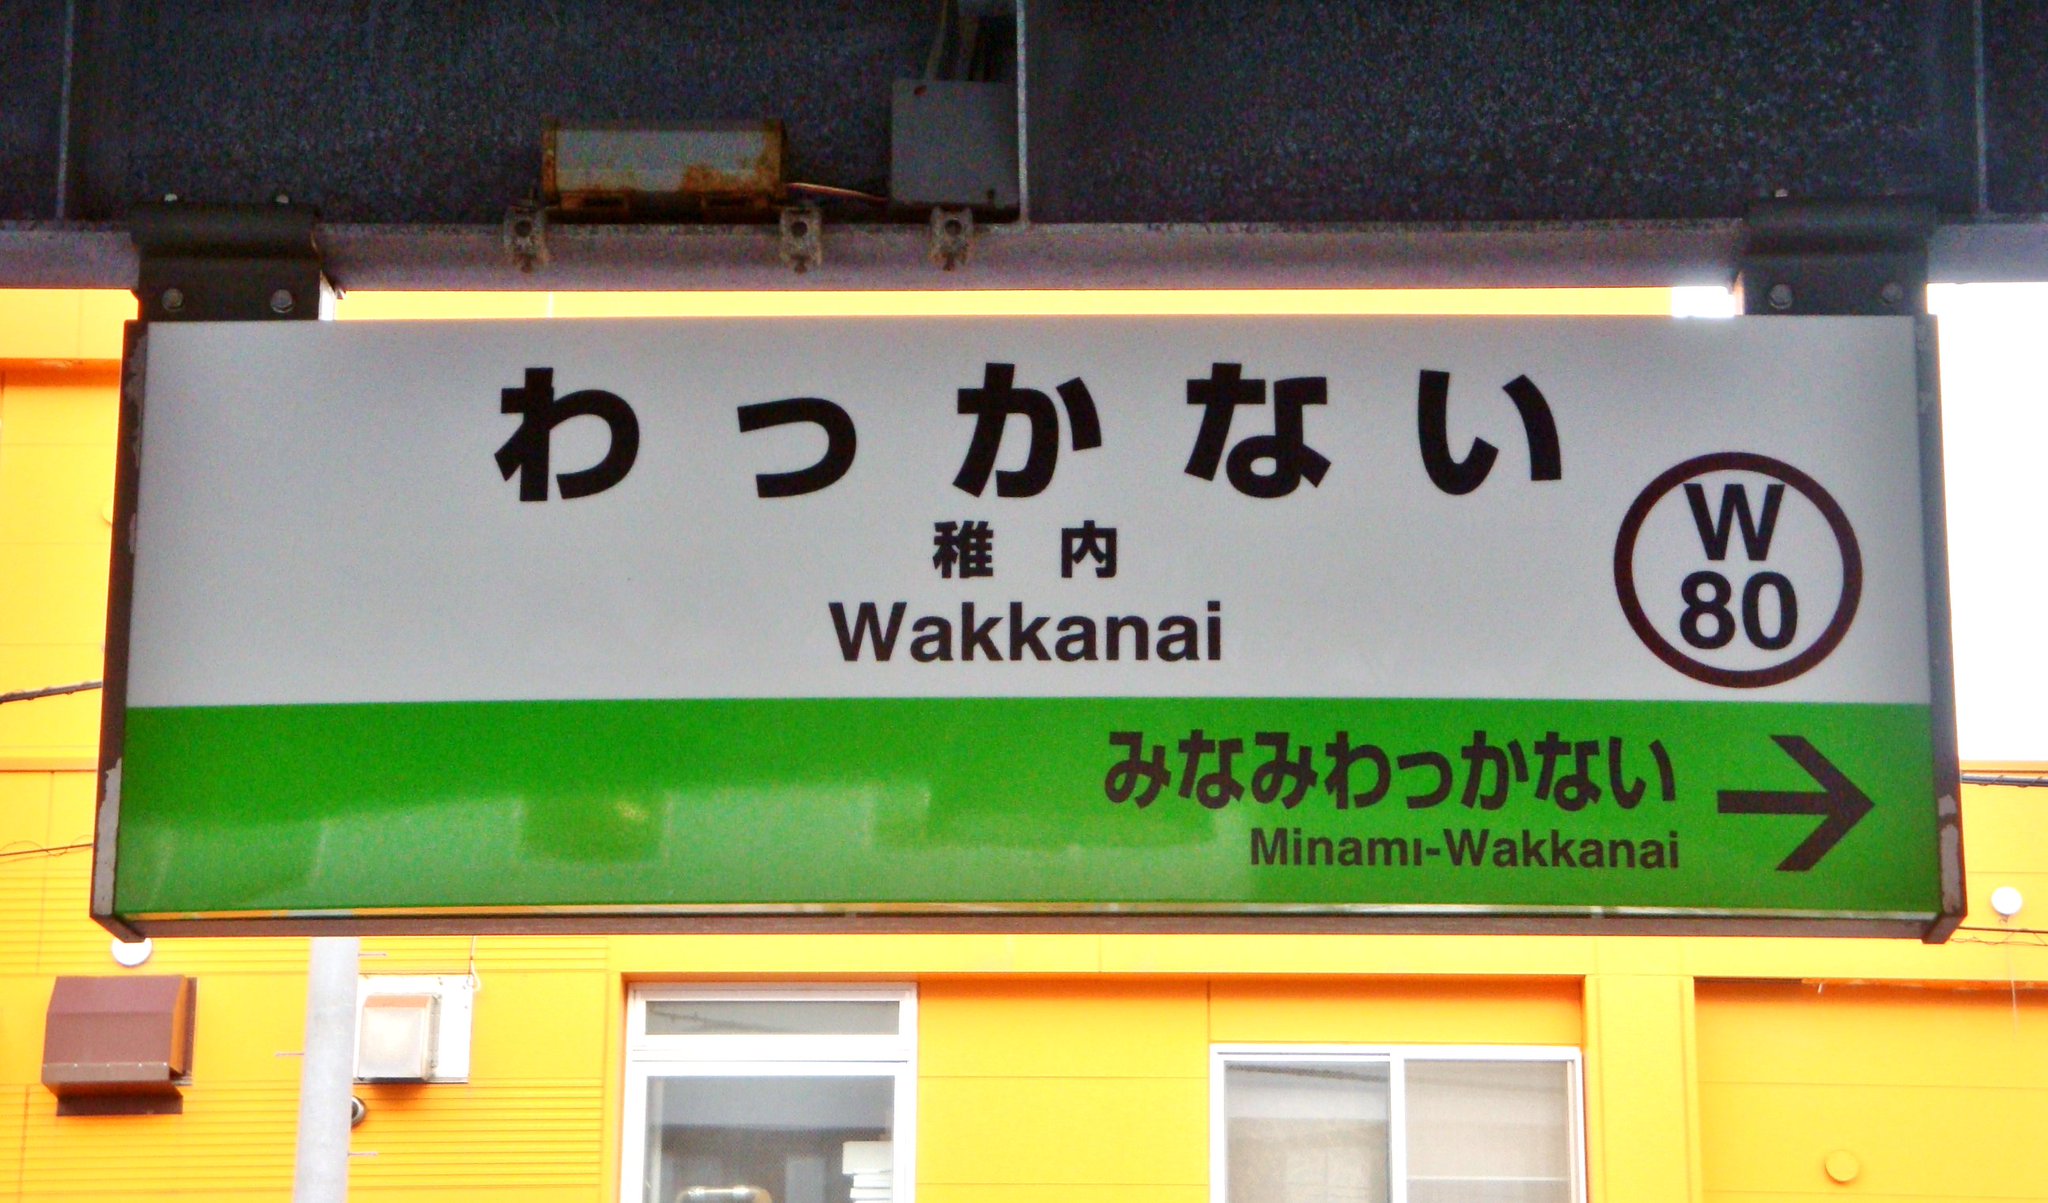 わっかない
稚内
Wakkanai
W
80
みなみわっかない →
Minami-Wakkanai